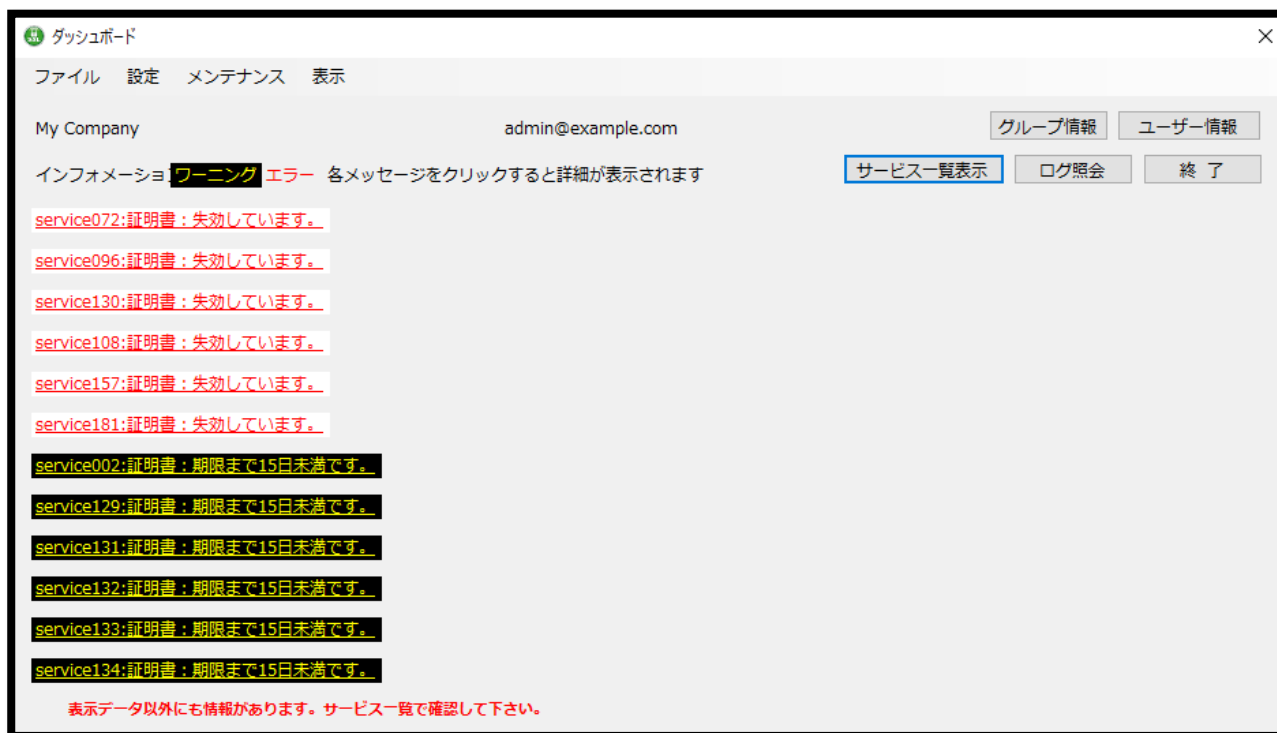 ダッシュボード
ファイル 設定 メンテナンス 表示
My Company admin@example.com グループ情報 ユーザー情報
インフォメーショ ワーニング エラー 各メッセージをクリックすると詳細が表示されます サービス一覧表示 ログ照会 終 了
service072:証明書：失効しています。
service096:証明書：失効しています。
service130:証明書：失効しています。
service108:証明書：失効しています。
service157:証明書：失効しています。
service181:証明書：失効しています。
service002:証明書：期限まで15日未満です。
service129:証明書：期限まで15日未満です。
service131:証明書：期限まで15日未満です。
service132:証明書：期限まで15日未満です。
service133:証明書：期限まで15日未満です。
service134:証明書：期限まで15日未満です。
表示データ以外にも情報があります。サービス一覧で確認して下さい。